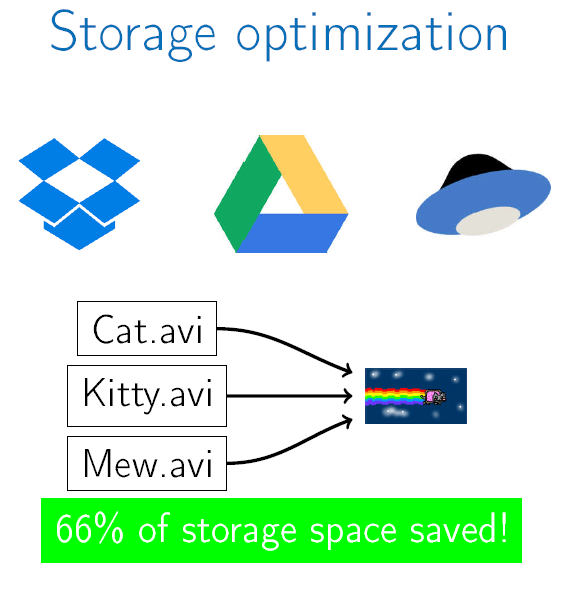 Storage optimization
Cat.avi
Kitty.avi
Mew.avi
66% of storage space saved!